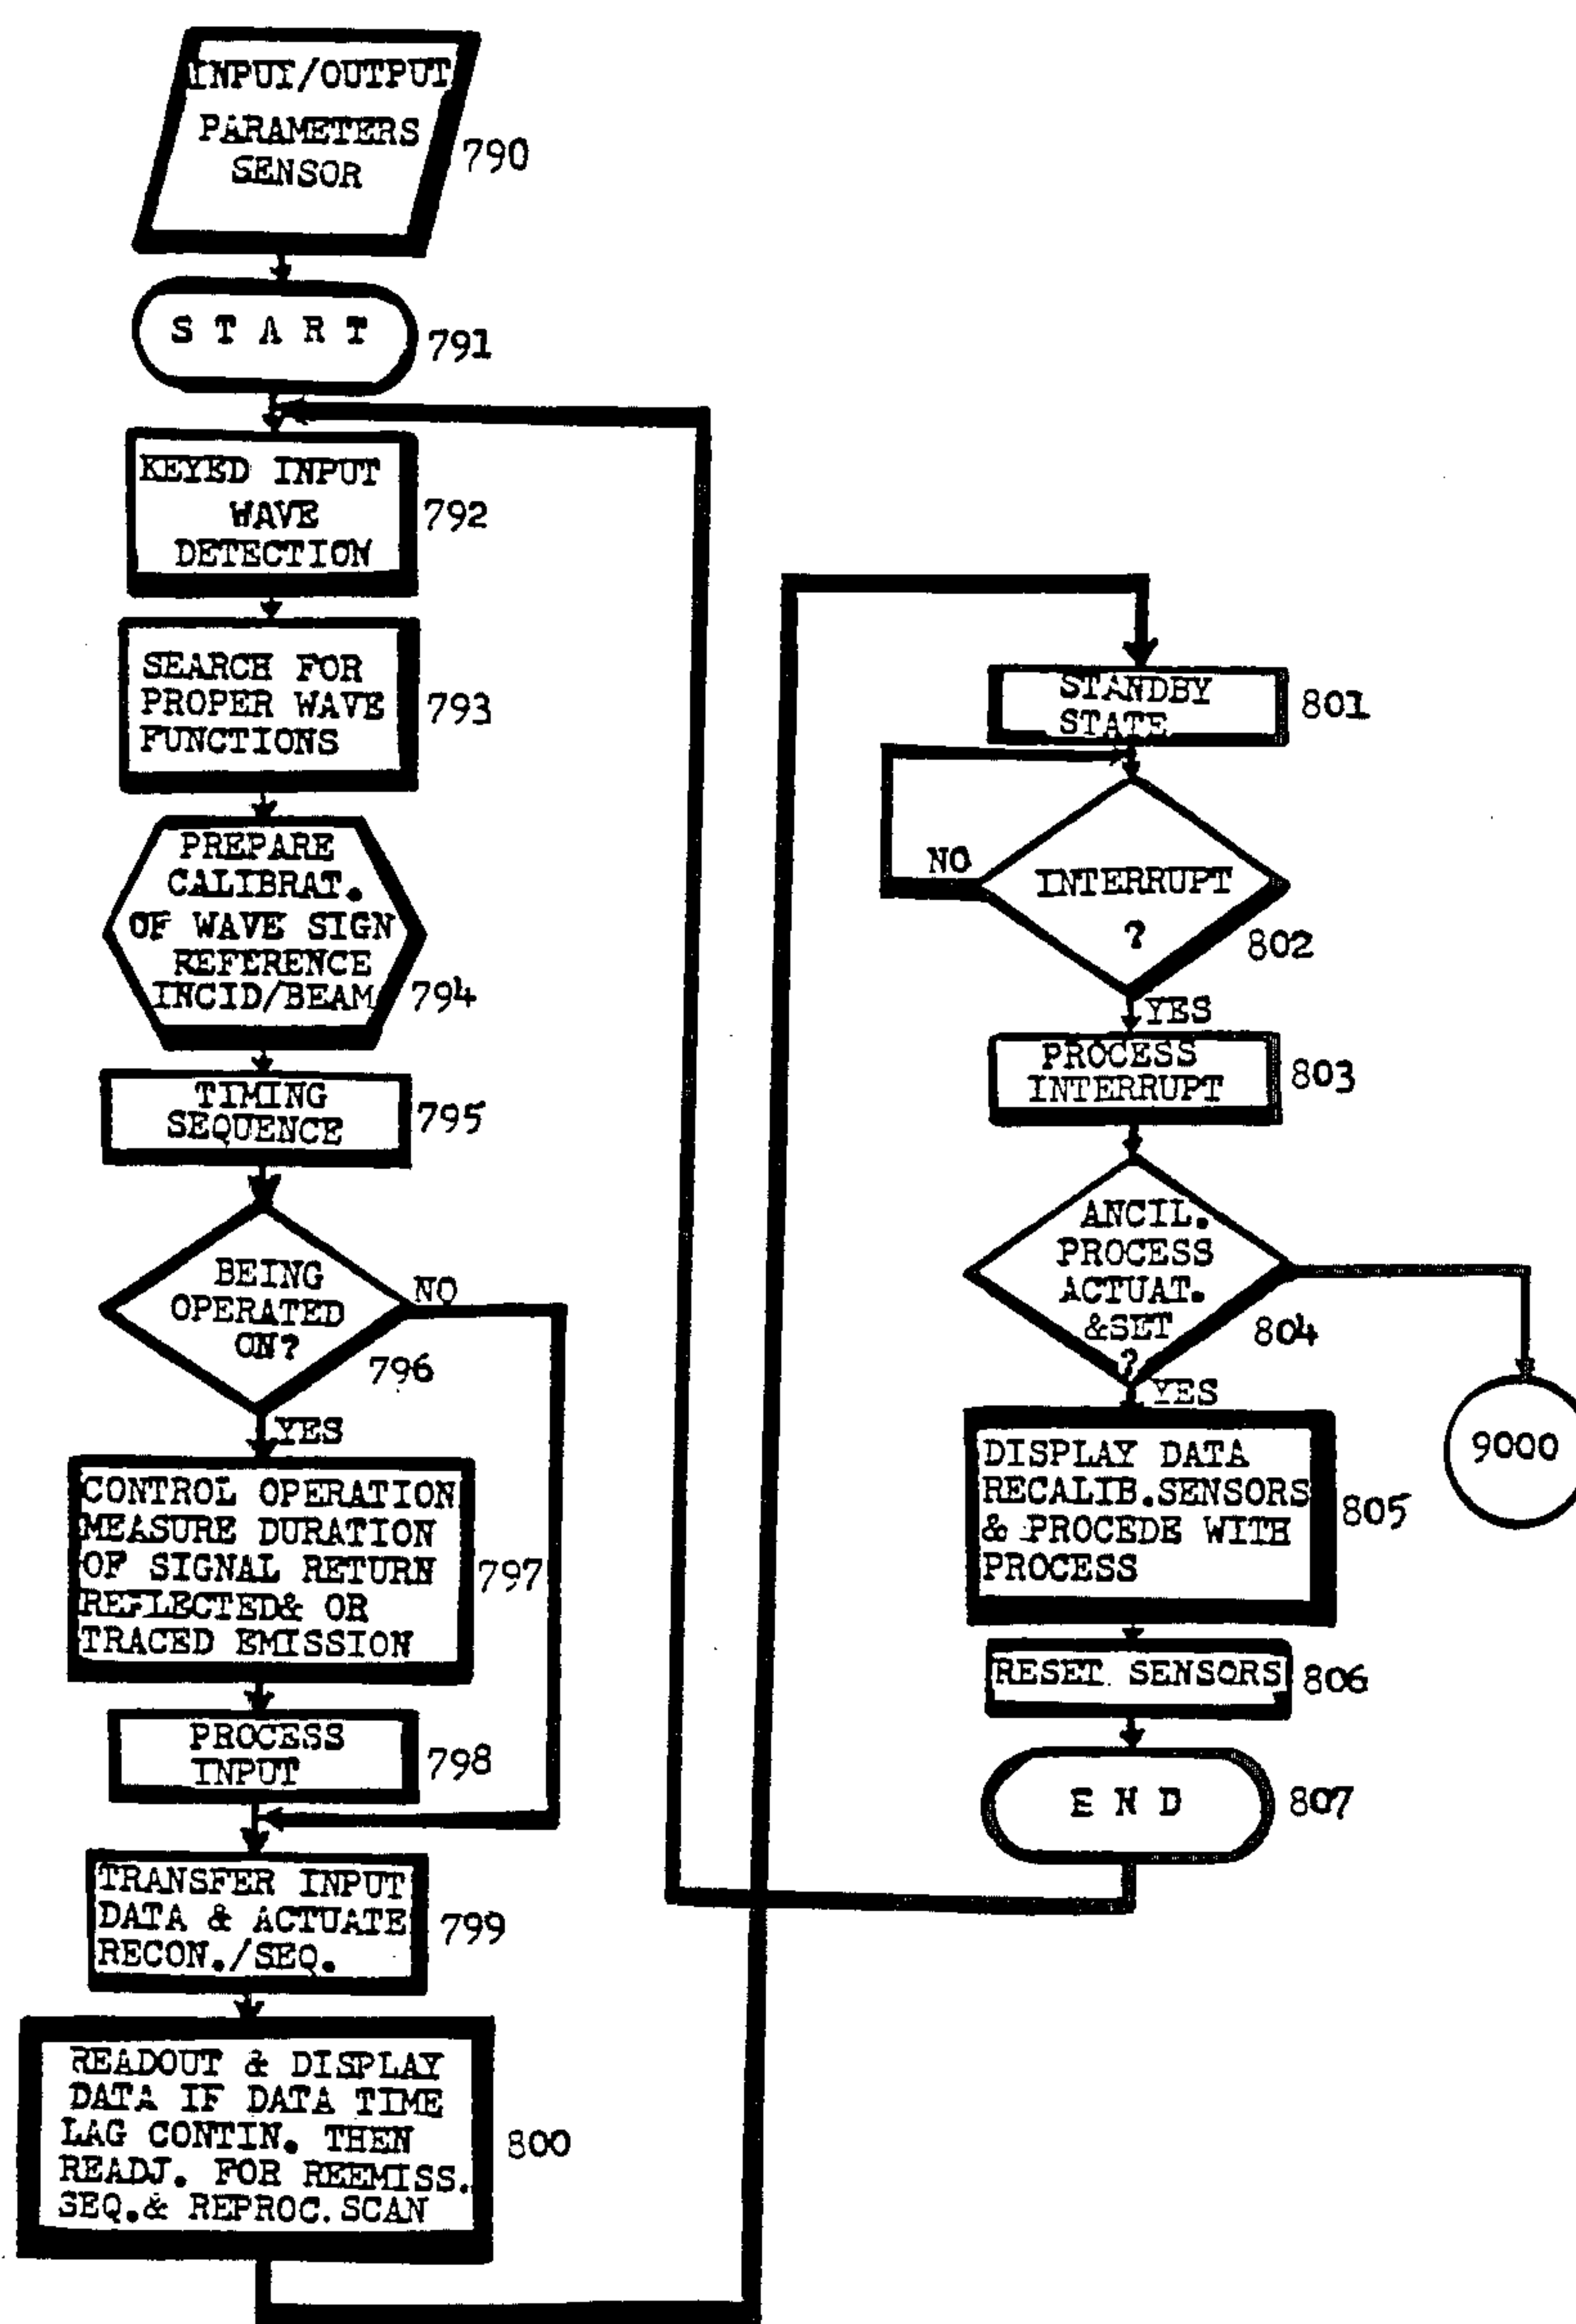 INPUT/OUTPUT
PARAMETERS
SENSOR
790
S T A R T
791
KEYED INPUT
WAVE
DETECTION
792
SEARCH FOR
PROPER WAVE
FUNCTIONS
793
PREPARE
CALIBRAT.
OF WAVE SIGN
REFERENCE
INCID/BEAM
794
TIMING
SEQUENCE
795
BEING
OPERATED
ON?
NO
796
YES
CONTROL OPERATION
MEASURE DURATION
OF SIGNAL RETURN
REFLECTED& OR
TRACED EMISSION
797
PROCESS
INPUT
798
TRANSFER INPUT
DATA & ACTUATE
RECON./SEQ.
799
READOUT & DISPLAY
DATA IF DATA TIME
LAG CONTIN. THEN
READJ. FOR REEMISS.
SEQ.& REPROC.SCAN
800
STANDBY
STATE
801
NO
INTERRUPT
?
802
YES
PROCESS
INTERRUPT
803
ANCIL.
PROCESS
ACTUAT.
&SET
?
804
YES
9000
DISPLAY DATA
RECALIB.SENSORS
& PROCEDE WITH
PROCESS
805
RESET. SENSORS
806
E N D
807